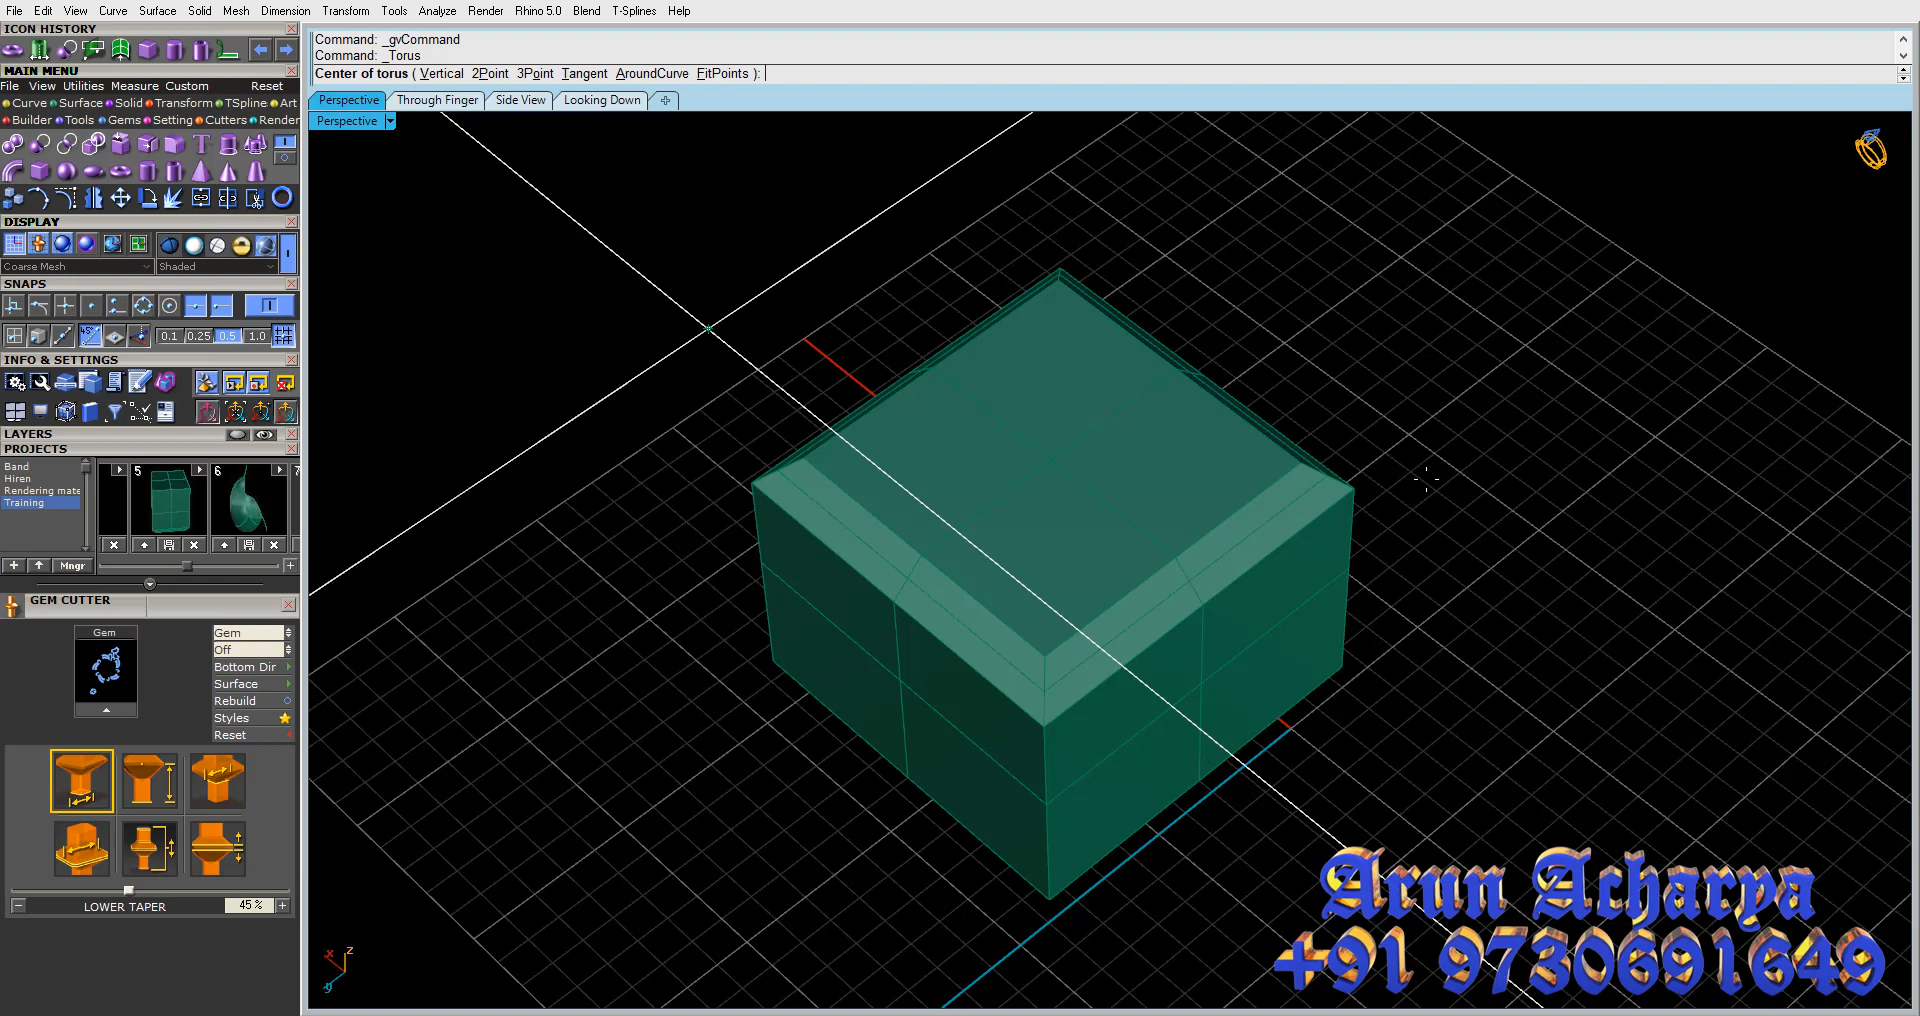 File Edit View Curve Surface Solid Mesh Dimension Transform Tools Analyze Render Rhino 5.0 Blend T-Splines Help
ICON HISTORY
MAIN MENU
File View Utilities Measure Custom Reset
Curve Surface Solid Transform TSpline Art
Builder Tools Gems Setting Cutters Render
DISPLAY
Coarse Mesh Shaded
SNAPS
45°
0.1 0.25 0.5 1.0
INFO & SETTINGS
LAYERS
PROJECTS
Band
Hiren
Rendering mate
Training
5 6 7
Mngr
GEM CUTTER
Gem
Gem
Off
Bottom Dir
Surface
Rebuild
Styles
Reset
LOWER TAPER 45 %
Command: _gvCommand
Command: _Torus
Center of torus ( Vertical 2Point 3Point Tangent AroundCurve FitPoints ):
Perspective Through Finger Side View Looking Down
Perspective
x z
y
Arun Acharya
+91 9730691649